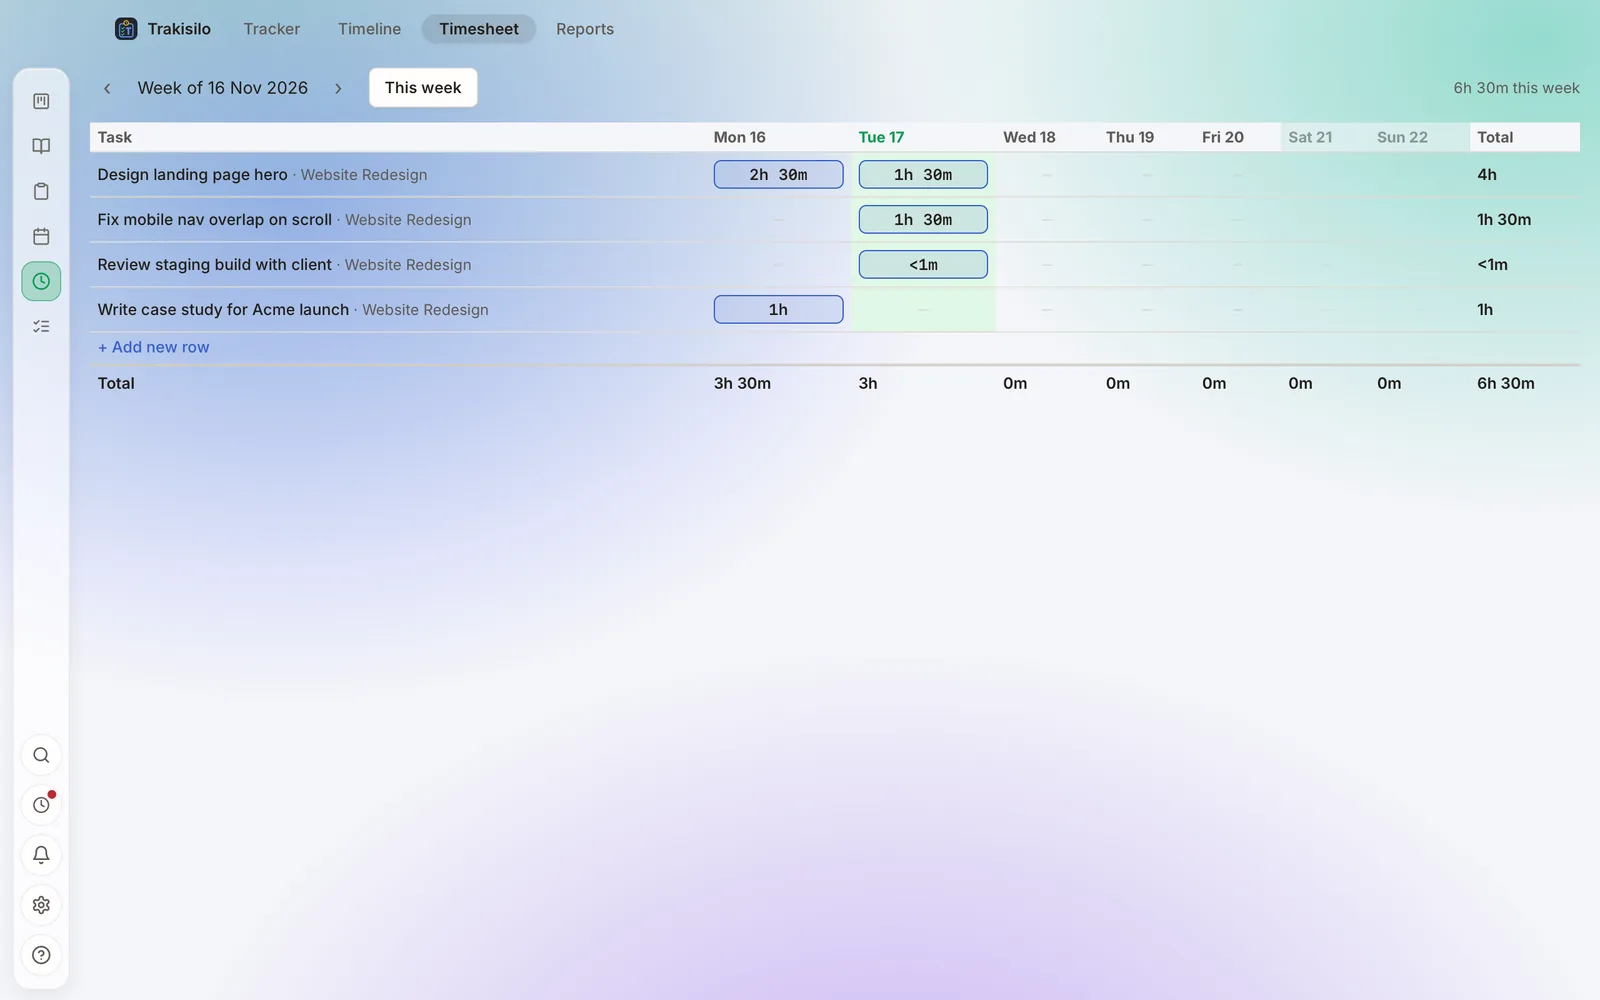 Trakisilo Tracker Timeline Timesheet Reports
Week of 16 Nov 2026 This week 6h 30m this week
Task Mon 16 Tue 17 Wed 18 Thu 19 Fri 20 Sat 21 Sun 22 Total
Design landing page hero · Website Redesign 2h 30m 1h 30m – – – 4h
Fix mobile nav overlap on scroll · Website Redesign – 1h 30m – – – 1h 30m
Review staging build with client · Website Redesign – <1m – – – <1m
Write case study for Acme launch · Website Redesign 1h – – – – 1h
+ Add new row
Total 3h 30m 3h 0m 0m 0m 0m 0m 6h 30m